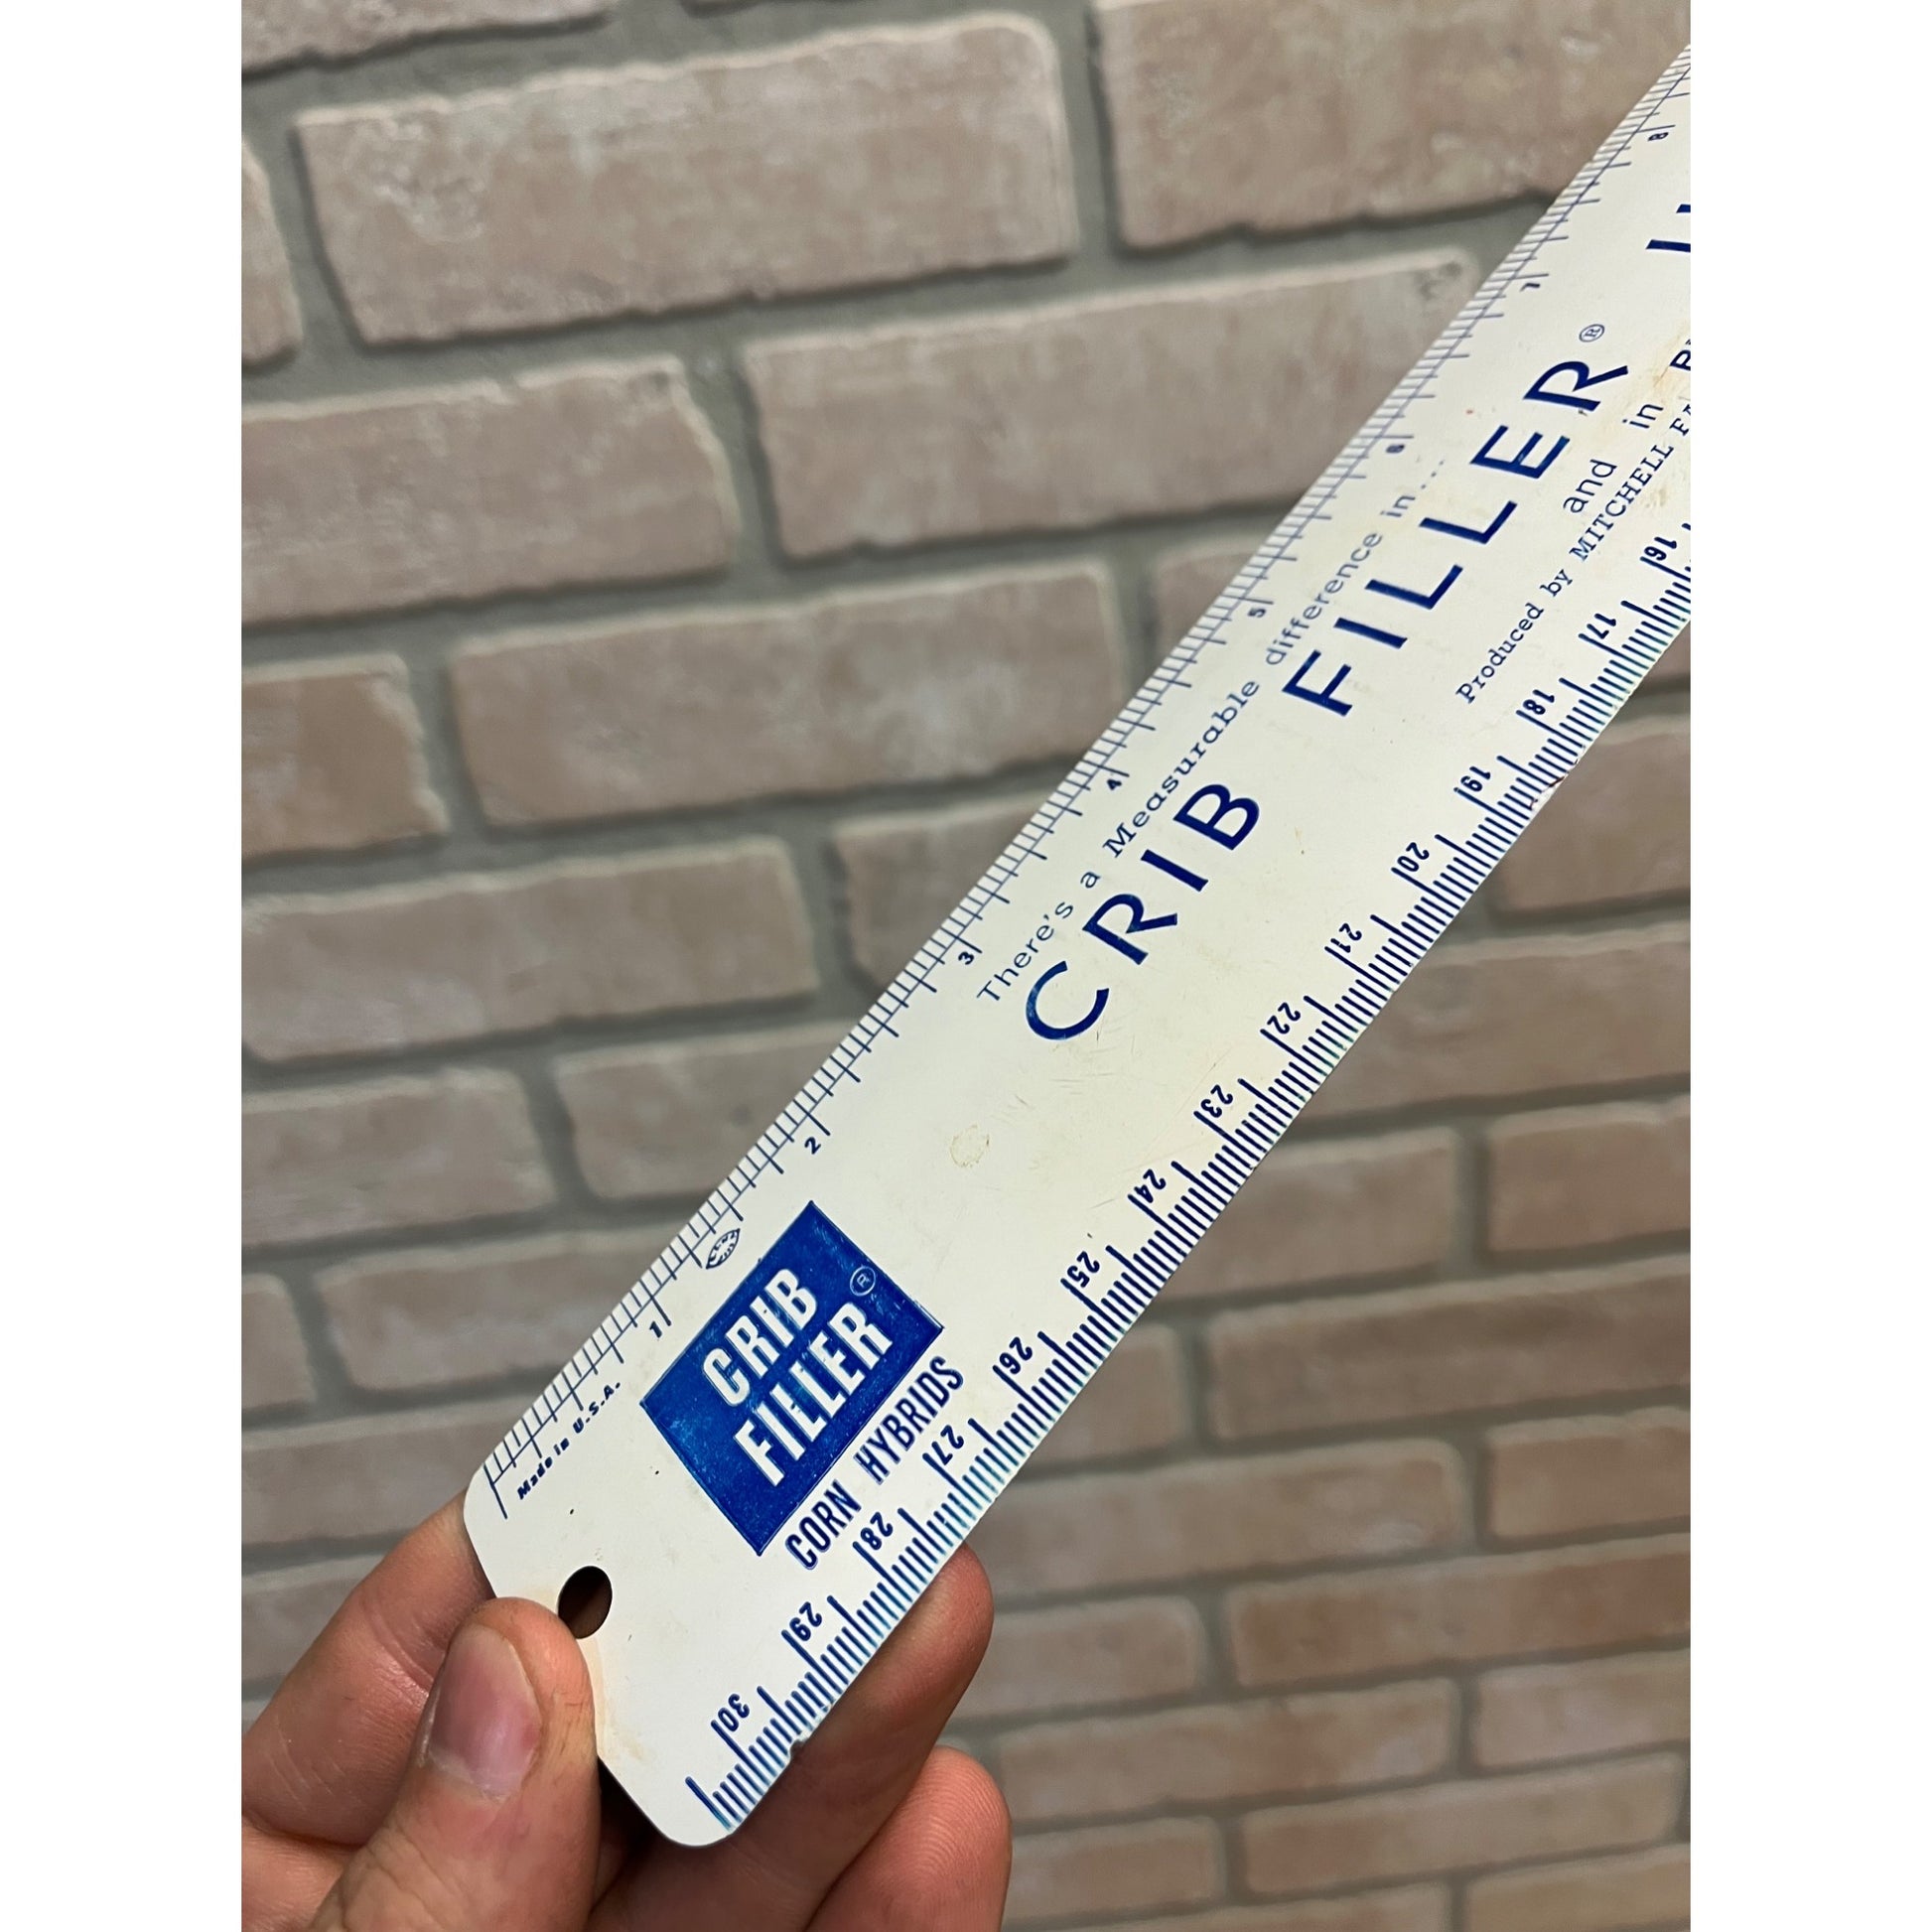 1 2 3 4 5 6 7 8
Made in U.S.A.
There's a Measurable difference in....
CRIB FILLER®
and in
Produced by MITCHELL
CRIB
FILLER®
CORN HYBRIDS
30 29 28 27 26 25 24 23 22 21 20 19 18 17 16